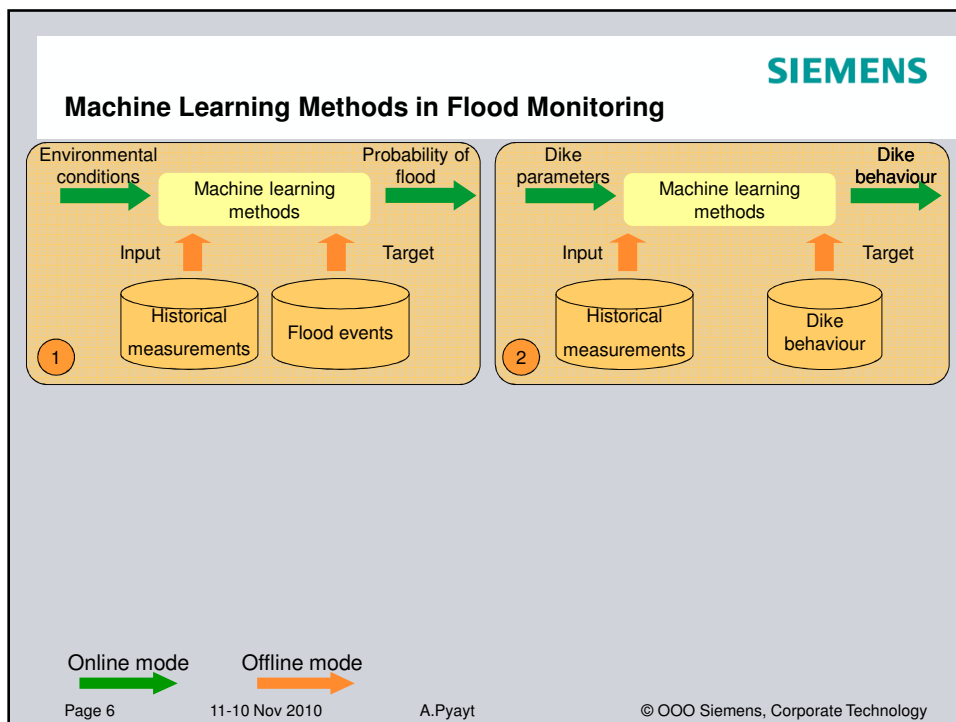 SIEMENS
Machine Learning Methods in Flood Monitoring
Environmental
conditions
Machine learning
methods
Probability of
flood
Input
Target
Historical
measurements
Flood events
1
Dike
parameters
Machine learning
methods
Dike
behaviour
Input
Target
Historical
measurements
Dike
behaviour
2
Online mode
Offline mode
Page 6
11-10 Nov 2010
A.Pyayt
© OOO Siemens, Corporate Technology